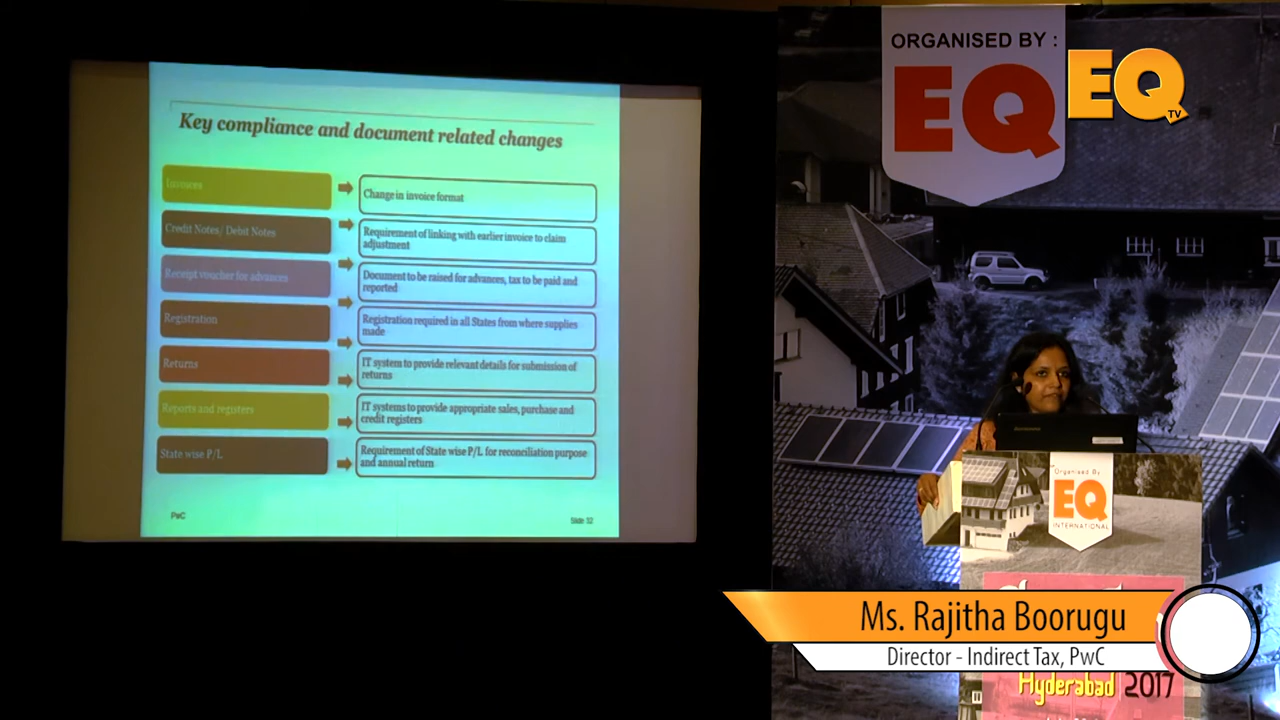 Key compliance and document related changes
Invoices
Change in invoice format
Credit Notes/ Debit Notes
Requirement of linking with earlier invoice to claim
adjustment
Receipt voucher for advances
Document to be raised for advances, tax to be paid and
reported
Registration
Registration required in all States from where supplies
made
Returns
IT system to provide relevant details for submission of
returns
Reports and registers
IT systems to provide appropriate sales, purchase and
credit registers
State wise P/L
Requirement of State wise P/L for reconciliation purpose
and annual return
PwC
Slide 32
ORGANISED BY :
EQ
EQ
TV
Organised By
EQ
INTERNATIONAL
Ms. Rajitha Boorugu
Director - Indirect Tax, PwC
Hyderabad 2017